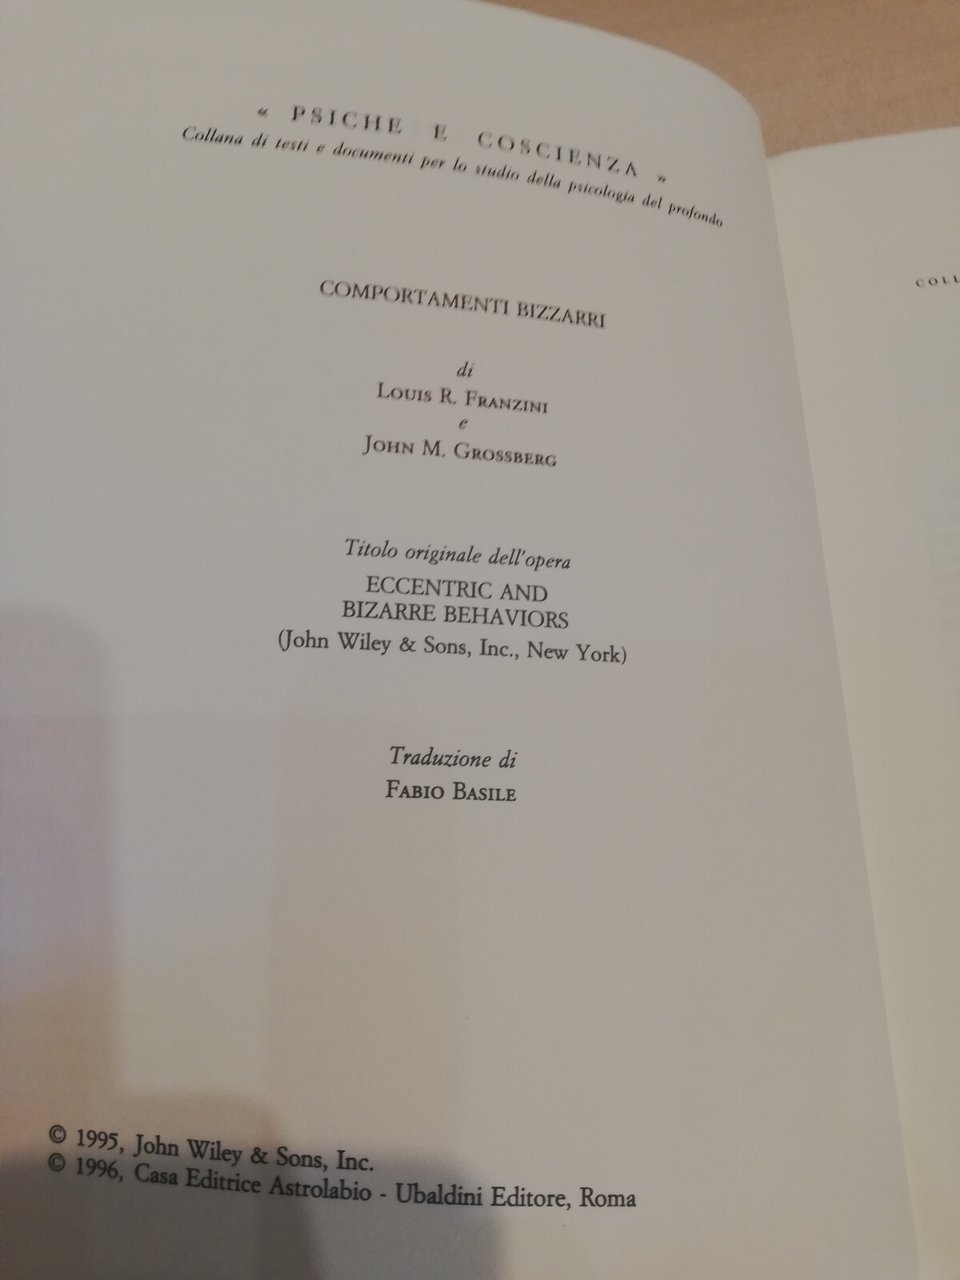 « PSICHE E COSCIENZA »
Collana di testi e documenti per lo studio della psicologia del profondo
COMPORTAMENTI BIZZARRI
di
LOUIS R. FRANZINI
e
JOHN M. GROSSBERG
Titolo originale dell'opera
ECCENTRIC AND
BIZARRE BEHAVIORS
(John Wiley & Sons, Inc., New York)
Traduzione di
FABIO BASILE
© 1995, John Wiley & Sons, Inc.
© 1996, Casa Editrice Astrolabio - Ubaldini Editore, Roma